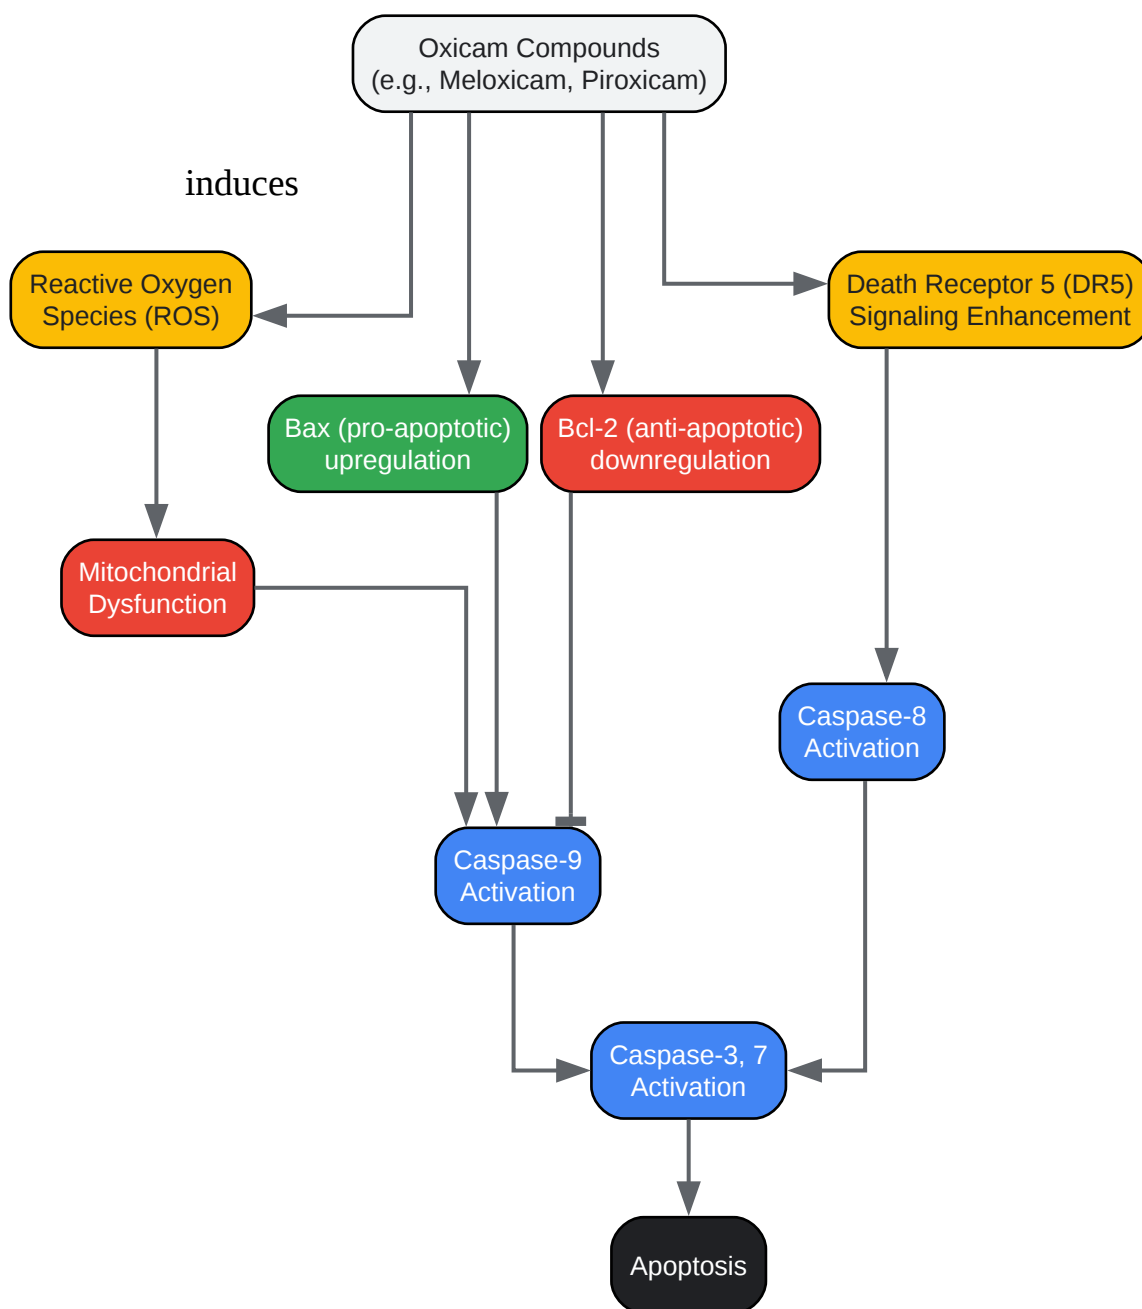 Oxicam Compounds
(e.g., Meloxicam, Piroxicam)
induces
Reactive Oxygen
Species (ROS)
Death Receptor 5 (DR5)
Signaling Enhancement
Bax (pro-apoptotic)
upregulation
Bcl-2 (anti-apoptotic)
downregulation
Mitochondrial
Dysfunction
Caspase-8
Activation
Caspase-9
Activation
Caspase-3, 7
Activation
Apoptosis